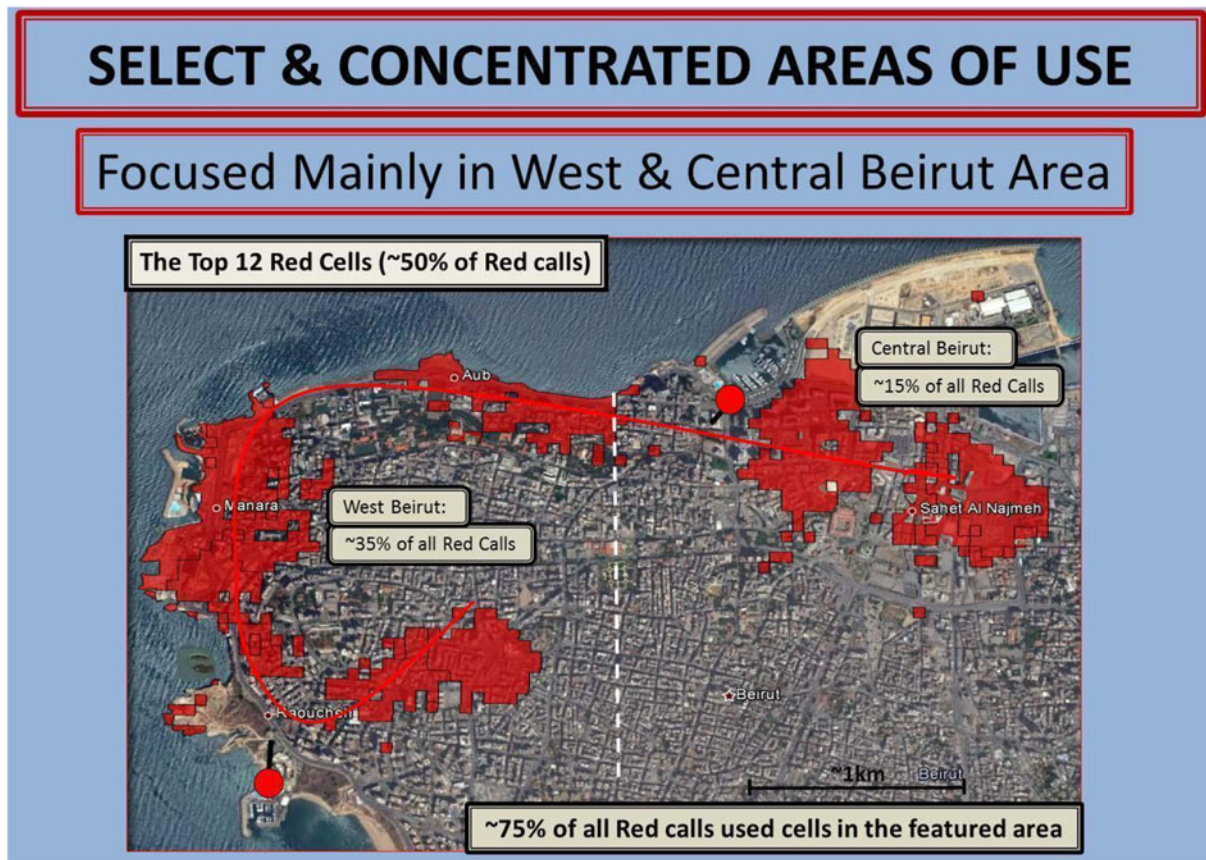 SELECT & CONCENTRATED AREAS OF USE
Focused Mainly in West & Central Beirut Area
The Top 12 Red Cells (~50% of Red calls)
Central Beirut:
~15% of all Red Calls
Aub
West Beirut:
~35% of all Red Calls
Manara
Sahet Al Najmeh
Beirut
Raoucheh
~1km
Beirut
~75% of all Red calls used cells in the featured area